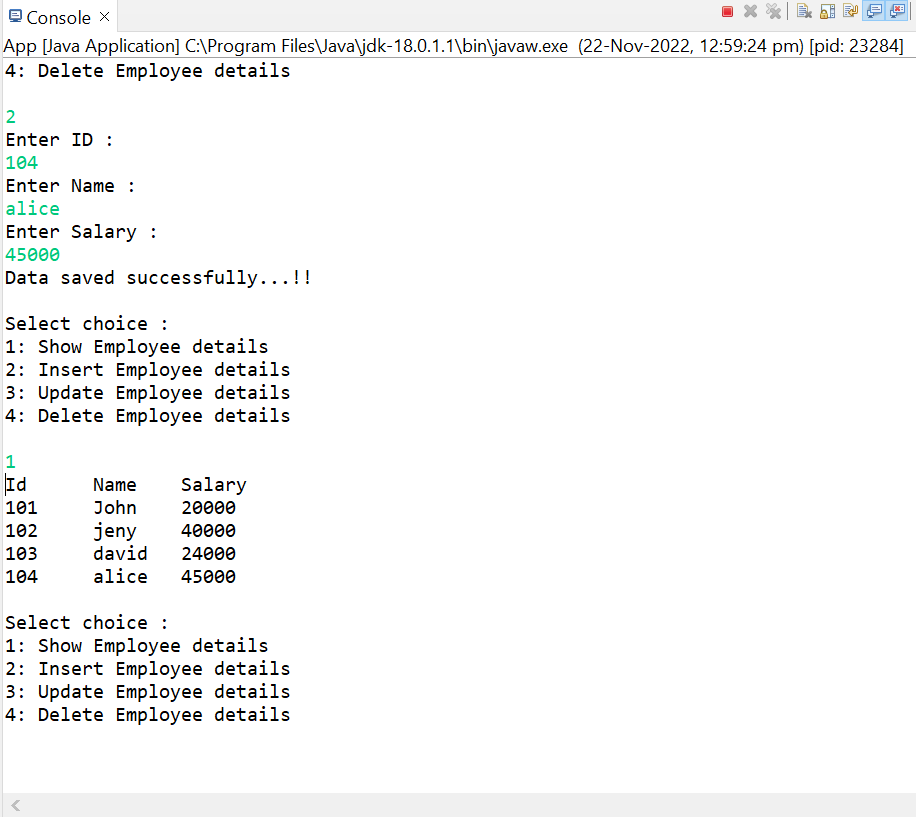 Console
App [Java Application] C:\Program Files\Java\jdk-18.0.1.1\bin\javaw.exe (22-Nov-2022, 12:59:24 pm) [pid: 23284]
4: Delete Employee details
2
Enter ID :
104
Enter Name :
alice
Enter Salary :
45000
Data saved successfully...!!
Select choice :
1: Show Employee details
2: Insert Employee details
3: Update Employee details
4: Delete Employee details
1
Id Name Salary
101 John 20000
102 jeny 40000
103 david 24000
104 alice 45000
Select choice :
1: Show Employee details
2: Insert Employee details
3: Update Employee details
4: Delete Employee details